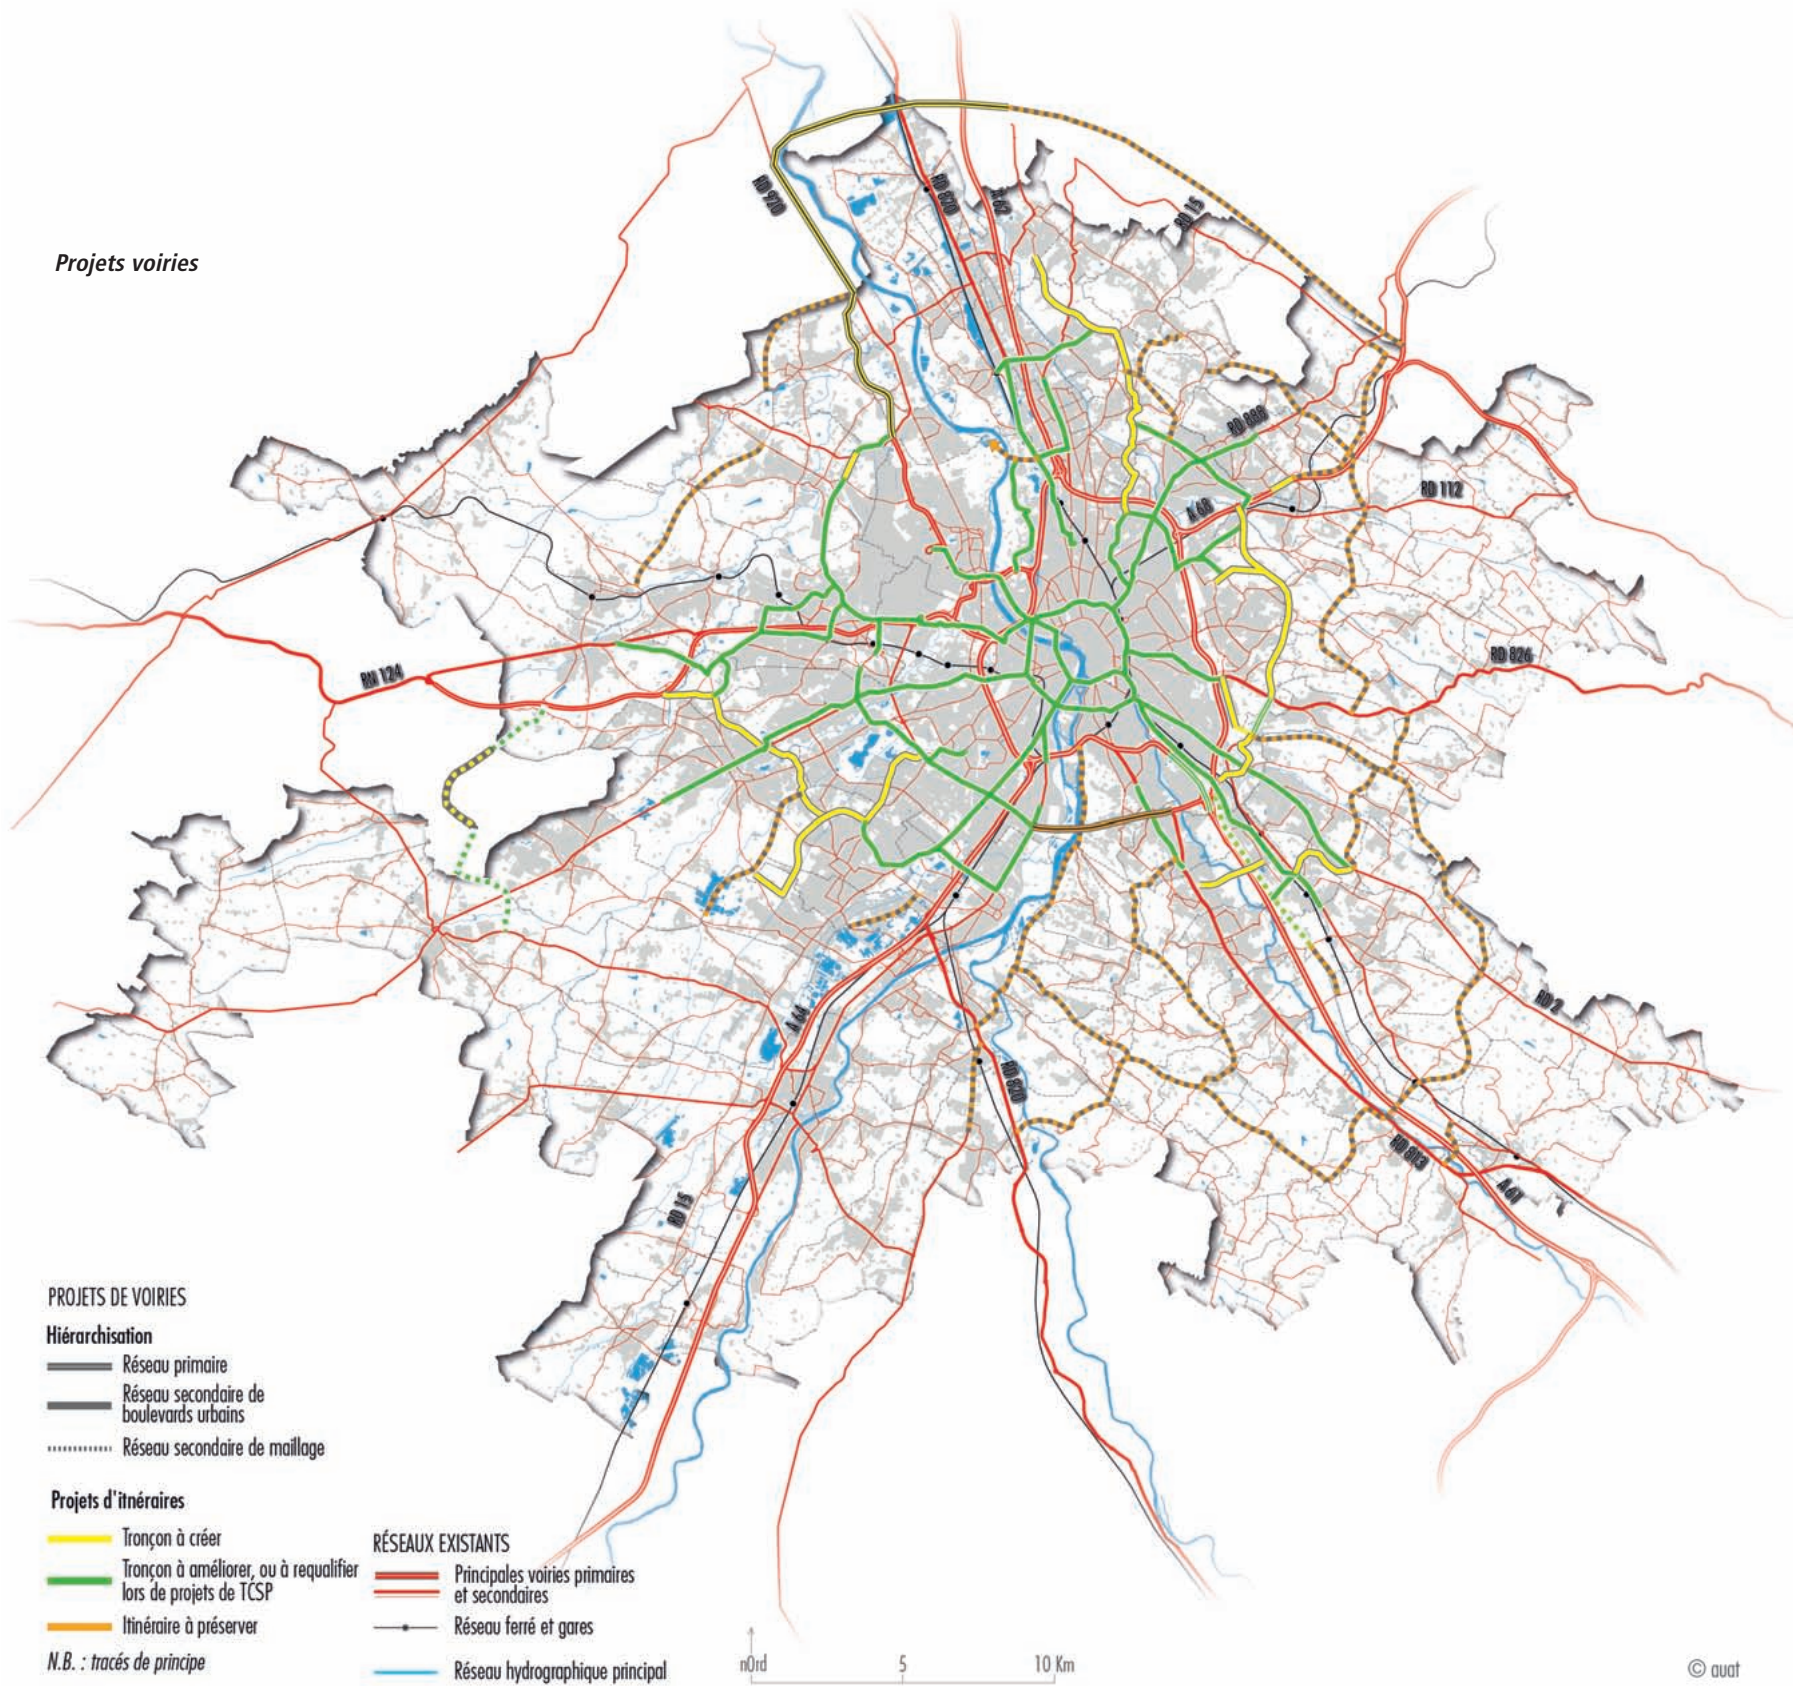 Projets voiries
RD 920
RD 820
A 62
RD 15
RD 888
RD 112
A 68
RN 124
RD 826
A 64
RD 820
RD 2
RD 813
A 61
RD 15
PROJETS DE VOIRIES
Hiérarchisation
Réseau primaire
Réseau secondaire de
boulevards urbains
Réseau secondaire de maillage
Projets d'itnéraires
Tronçon à créer
Tronçon à améliorer, ou à requalifier
lors de projets de TCSP
Itinéraire à préserver
N.B. : tracés de principe
RÉSEAUX EXISTANTS
Principales voiries primaires
et secondaires
Réseau ferré et gares
Réseau hydrographique principal
n0rd 5 10 Km
© auat